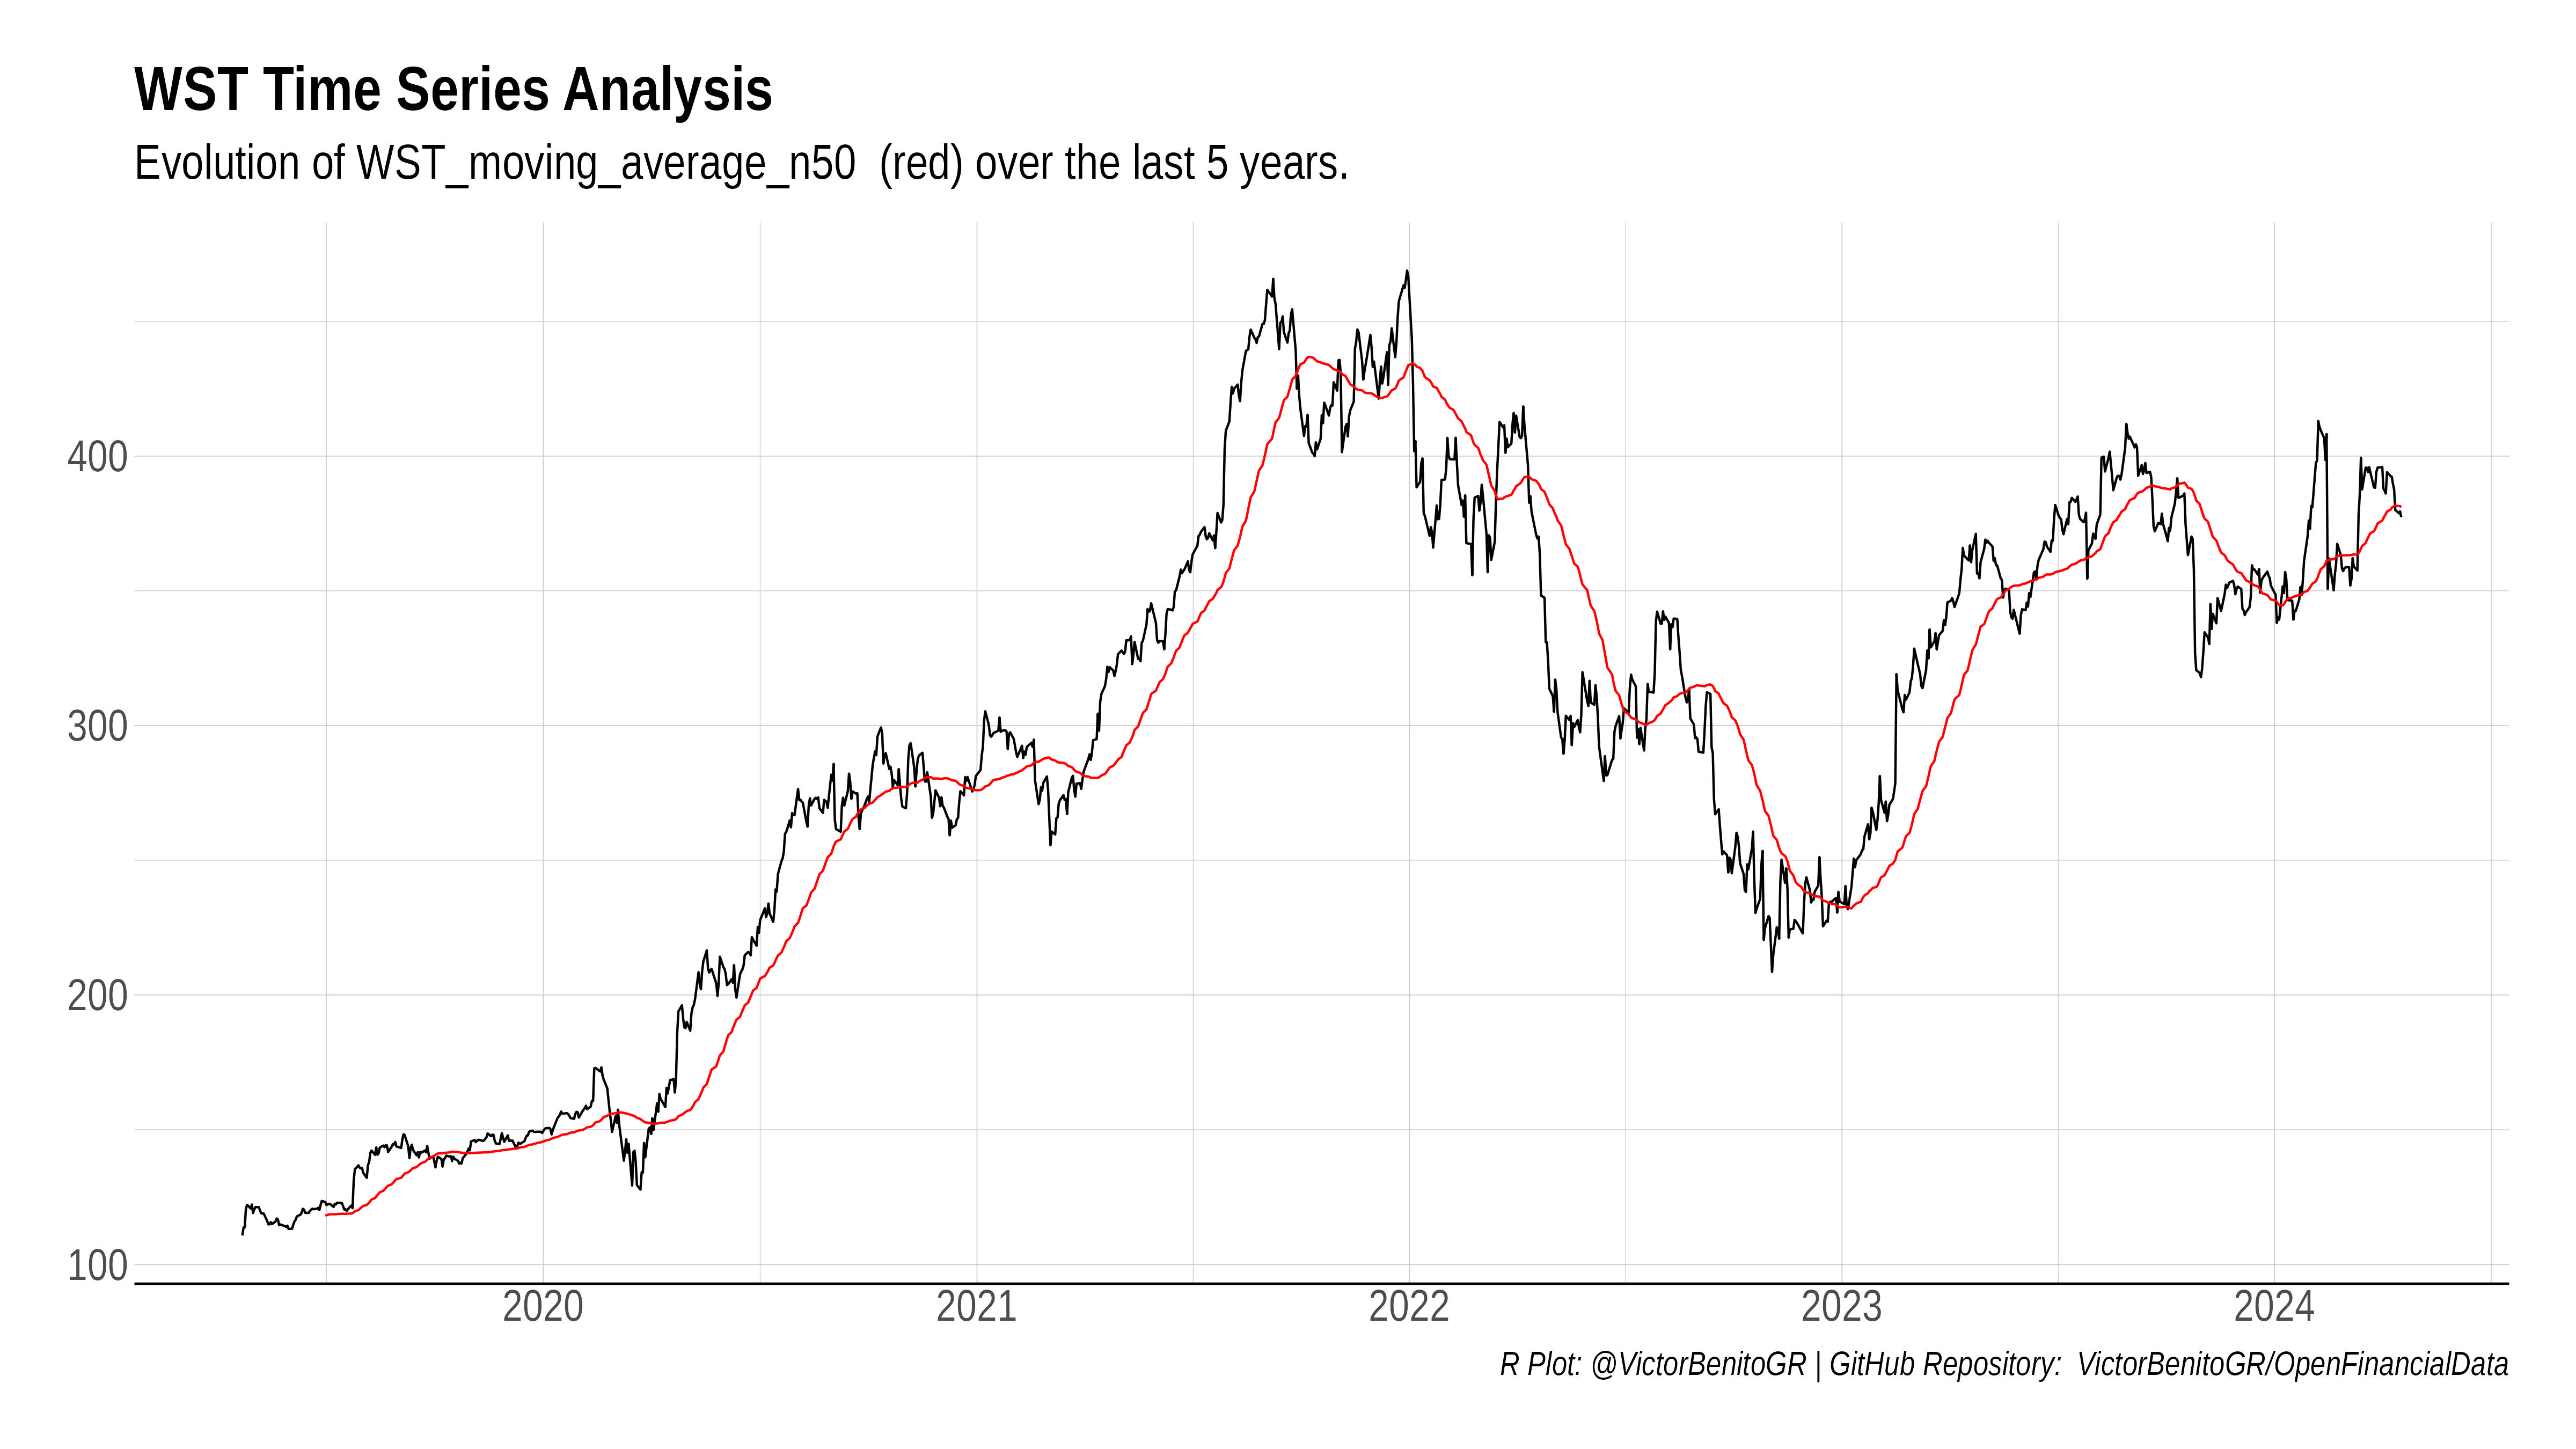 WST Time Series Analysis
Evolution of WST_moving_average_n50  (red) over the last 5 years.
400
300
200
100
2020 2021 2022 2023 2024
R Plot: @VictorBenitoGR | GitHub Repository:  VictorBenitoGR/OpenFinancialData